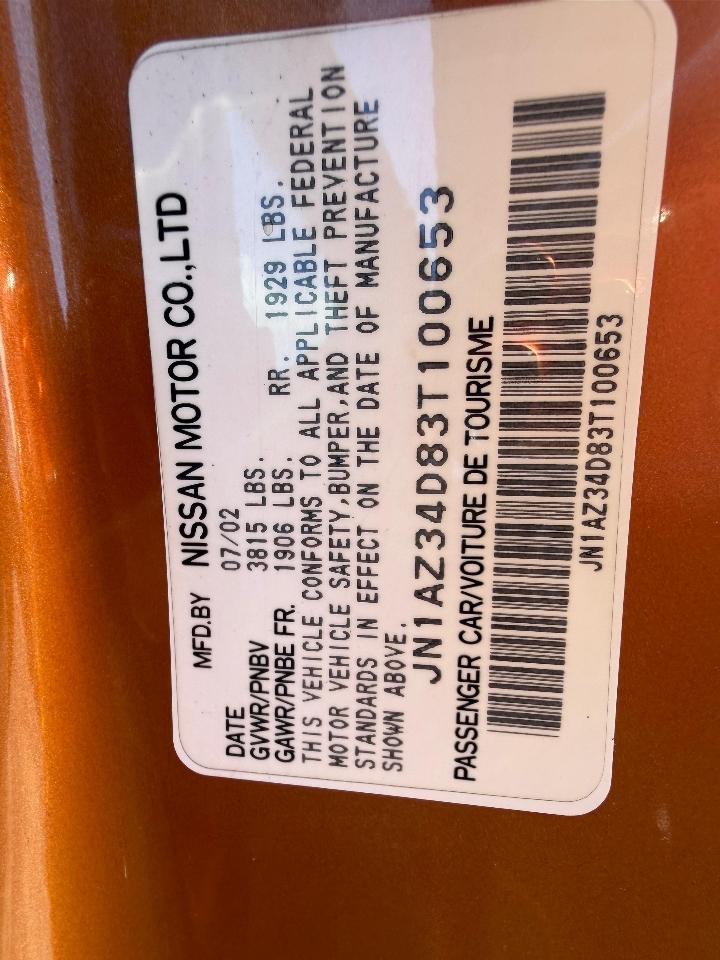 MFD.BY NISSAN MOTOR CO.,LTD
DATE 07/02
GVWR/PNBV 3815 LBS.
GAWR/PNBE FR. 1906 LBS. RR. 1929 LBS.
THIS VEHICLE CONFORMS TO ALL APPLICABLE FEDERAL
MOTOR VEHICLE SAFETY,BUMPER,AND THEFT PREVENTION
STANDARDS IN EFFECT ON THE DATE OF MANUFACTURE
SHOWN ABOVE.
JN1AZ34D83T100653
PASSENGER CAR/VOITURE DE TOURISME
JN1AZ34D83T100653